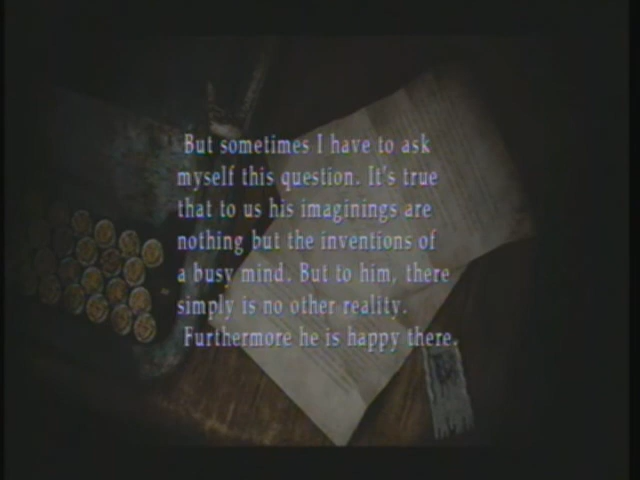 But sometimes I have to ask
myself this question. It's true
that to us his imaginings are
nothing but the inventions of
a busy mind. But to him, there
simply is no other reality.
Furthermore he is happy there.